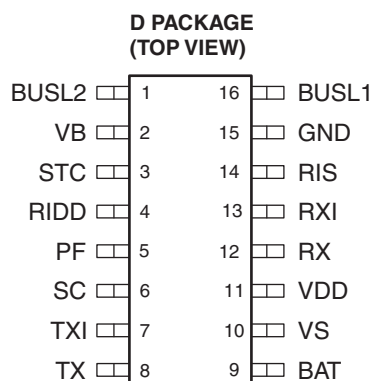 D PACKAGE
(TOP VIEW)
BUSL2 1 16 BUSL1
VB 2 15 GND
STC 3 14 RIS
RIDD 4 13 RXI
PF 5 12 RX
SC 6 11 VDD
TXI 7 10 VS
TX 8 9 BAT